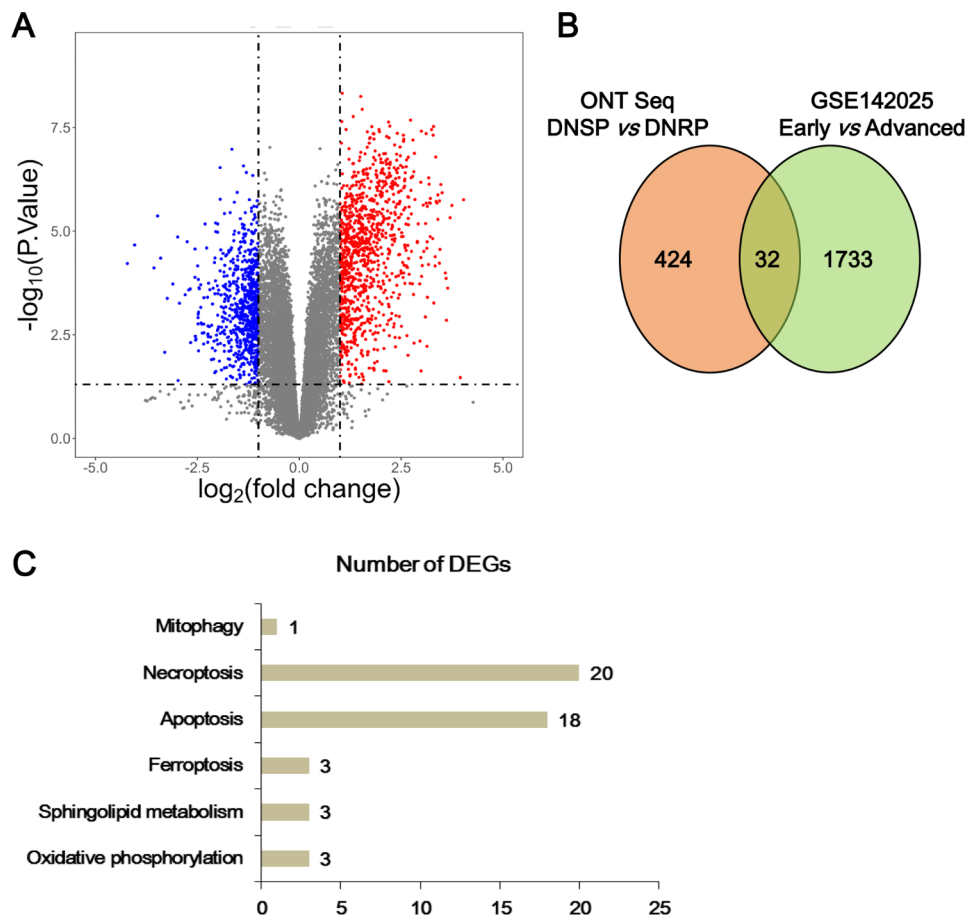 A
B
-log10(P.Value)
7.5
5.0
2.5
0.0
-5.0 -2.5 0.0 2.5 5.0
log2(fold change)
ONT Seq
DNSP vs DNRP
GSE142025
Early vs Advanced
424 32 1733
C
Number of DEGs
Mitophagy 1
Necroptosis 20
Apoptosis 18
Ferroptosis 3
Sphingolipid metabolism 3
Oxidative phosphorylation 3
0 5 10 15 20 25